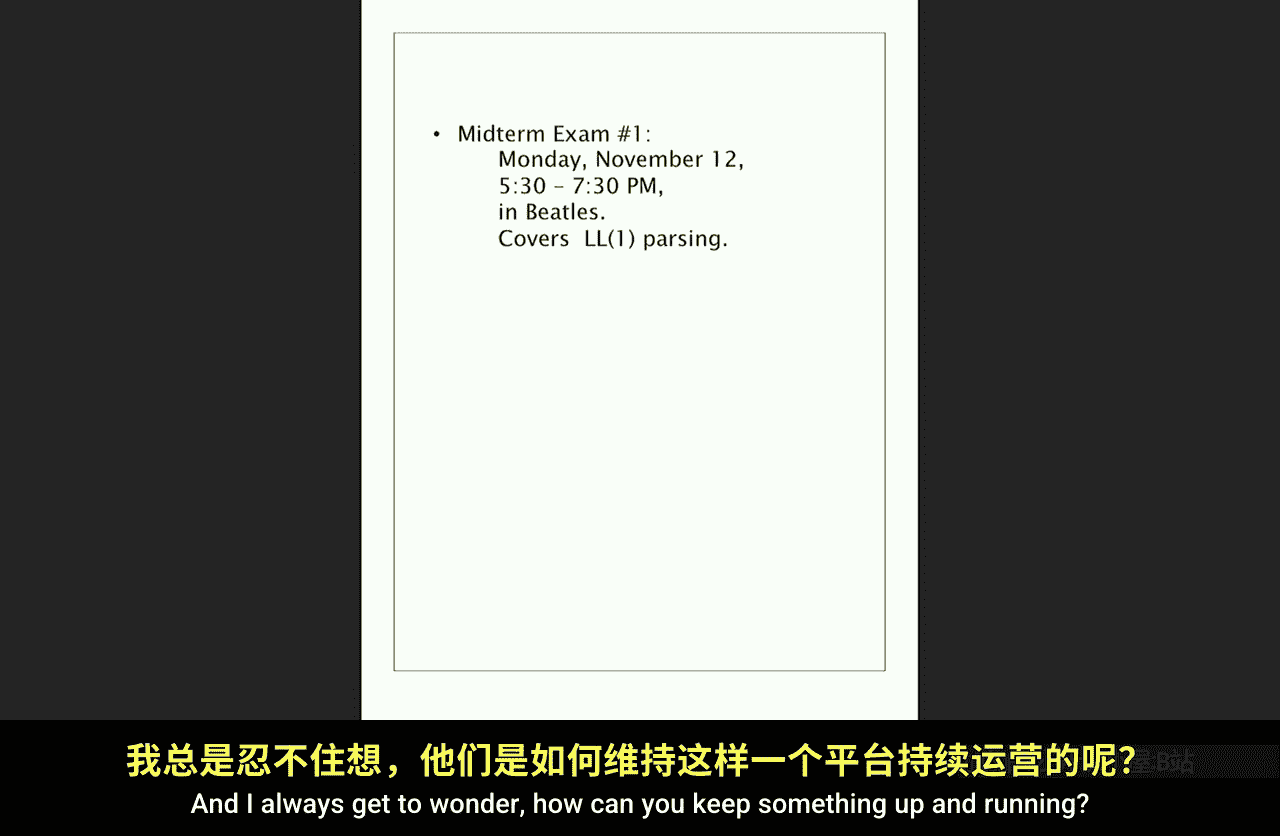 • Midterm Exam #1:
Monday, November 12,
5:30 – 7:30 PM,
in Beatles.
Covers LL(1) parsing.
我总是忍不住想，他们是如何维持这样一个平台持续运营的呢？
And I always get to wonder, how can you keep something up and running?